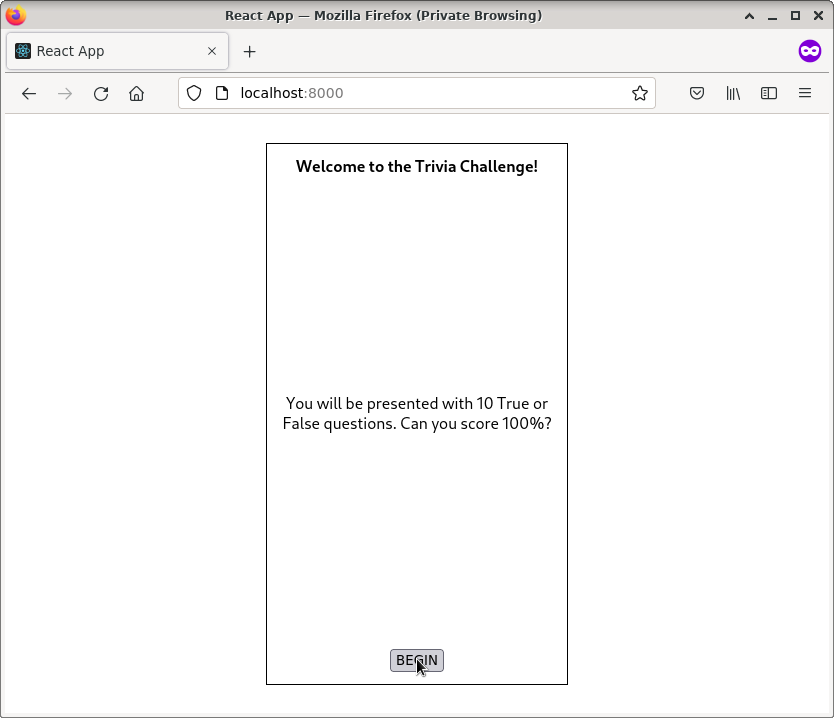 React App — Mozilla Firefox (Private Browsing)
React App
localhost:8000
Welcome to the Trivia Challenge!
You will be presented with 10 True or
False questions. Can you score 100%?
BEGIN